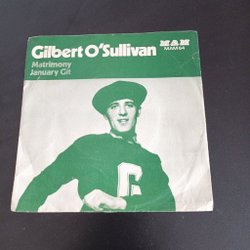 Gilbert O'Sullivan
MAM
MAM 64
Matrimony
January Git
G